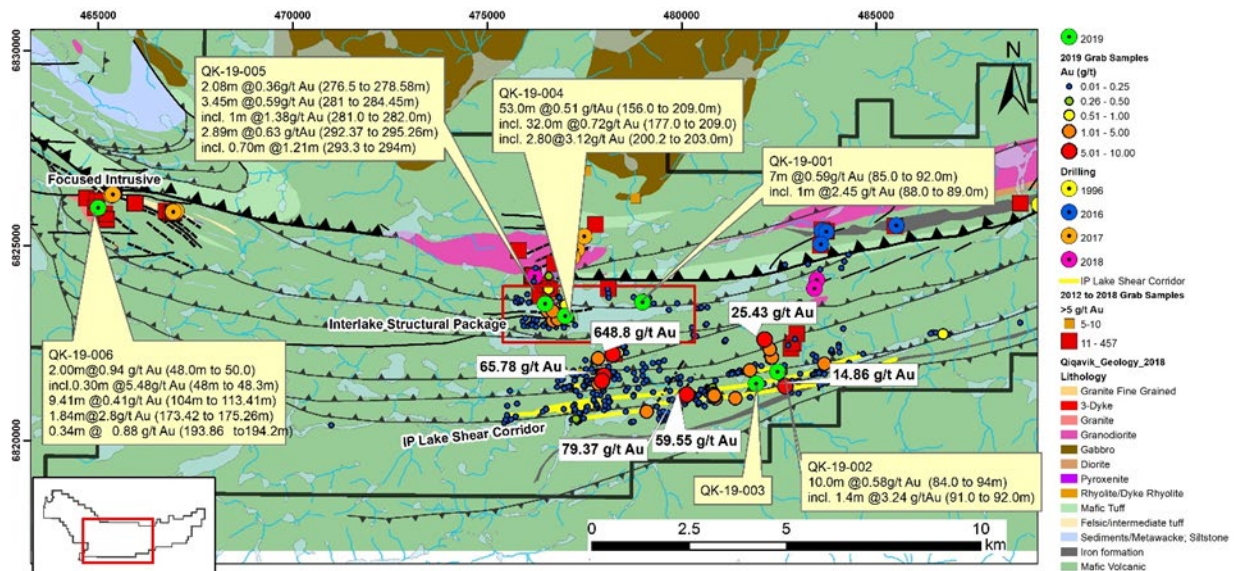 465000
470000
475000
480000
485000
6830000
6825000
6820000
N
QK-19-005
2.08m @0.36g/t Au (276.5 to 278.58m)
3.45m @0.59g/t Au (281 to 284.45m)
incl. 1m @1.38g/t Au (281.0 to 282.0m)
2.89m @0.63 g/tAu (292.37 to 295.26m)
incl. 0.70m @1.21m (293.3 to 294m)
QK-19-004
53.0m @0.51 g/tAu (156.0 to 209.0m)
incl. 32.0m @0.72g/t Au (177.0 to 209.0)
incl. 2.80@3.12g/t Au (200.2 to 203.0m)
QK-19-001
7m @0.59g/t Au (85.0 to 92.0m)
incl. 1m @2.45 g/t Au (88.0 to 89.0m)
Focused Intrusive
Interlake Structural Package
648.8 g/t Au
25.43 g/t Au
65.78 g/t Au
14.86 g/t Au
QK-19-006
2.00m@0.94 g/t Au (48.0m to 50.0)
incl.0.30m @5.48g/t Au (48m to 48.3m)
9.41m @0.41g/t Au (104m to 113.41m)
1.84m @2.8g/t Au (173.42 to 175.26m)
0.34m @ 0.88 g/t Au (193.86 to194.2m)
IP Lake Shear Corridor
79.37 g/t Au
59.55 g/t Au
QK-19-003
QK-19-002
10.0m @0.58g/t Au (84.0 to 94m)
incl. 1.4m @3.24 g/tAu (91.0 to 92.0m)
0 2.5 5 10
km
2019
2019 Grab Samples
Au (g/t)
0.01 - 0.25
0.26 - 0.50
0.51 - 1.00
1.01 - 5.00
5.01 - 10.00
Drilling
1996
2016
2017
2018
IP Lake Shear Corridor
2012 to 2018 Grab Samples
>5 g/t Au
5-10
11 - 457
Qiqavik_Geology_2018
Lithology
Granite Fine Grained
3-Dyke
Granite
Granodiorite
Gabbro
Diorite
Pyroxenite
Rhyolite/Dyke Rhyolite
Mafic Tuff
Felsic/intermediate tuff
Sediments/Metawacke; Siltstone
Iron formation
Mafic Volcanic